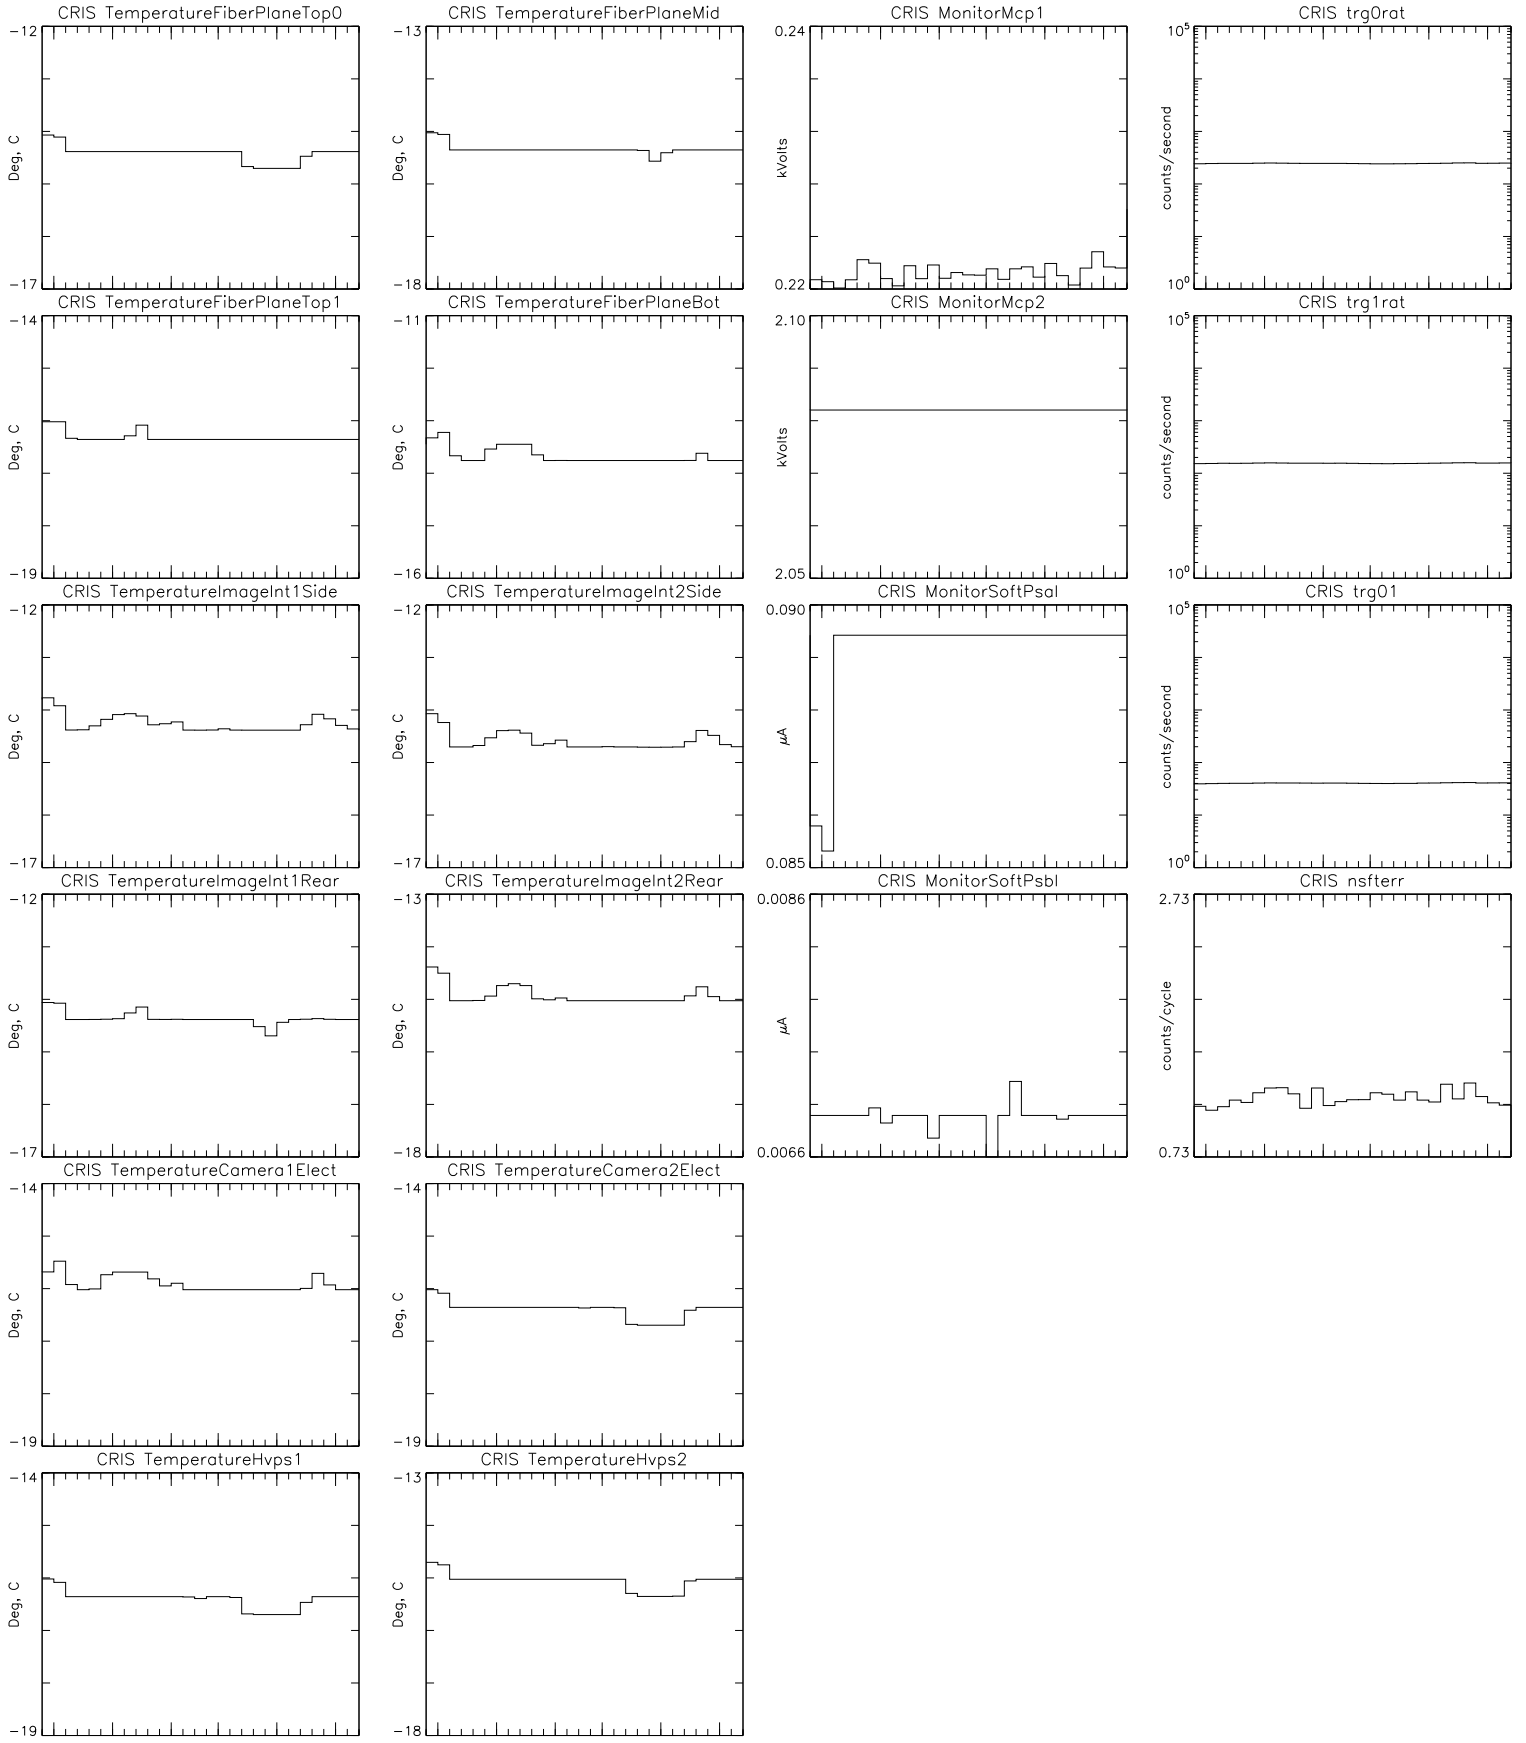 CRIS TemperatureFiberPlaneTop0
-12
Deg, C
-17
CRIS TemperatureFiberPlaneMid
-13
Deg, C
-18
CRIS MonitorMcp1
0.24
kVolts
0.22
CRIS trg0rat
10⁵
counts/second
10⁰
CRIS TemperatureFiberPlaneTop1
-14
Deg, C
-19
CRIS TemperatureFiberPlaneBot
-11
Deg, C
-16
CRIS MonitorMcp2
2.10
kVolts
2.05
CRIS trg1rat
10⁵
counts/second
10⁰
CRIS TemperatureImageInt1Side
-12
Deg, C
-17
CRIS TemperatureImageInt2Side
-12
Deg, C
-17
CRIS MonitorSoftPsaI
0.090
μA
0.085
CRIS trg01
10⁵
counts/second
10⁰
CRIS TemperatureImageInt1Rear
-12
Deg, C
-17
CRIS TemperatureImageInt2Rear
-13
Deg, C
-18
CRIS MonitorSoftPsbI
0.0086
μA
0.0066
CRIS nsfterr
2.73
counts/cycle
0.73
CRIS TemperatureCamera1Elect
-14
Deg, C
-19
CRIS TemperatureCamera2Elect
-14
Deg, C
-19
CRIS TemperatureHvps1
-14
Deg, C
-19
CRIS TemperatureHvps2
-13
Deg, C
-18